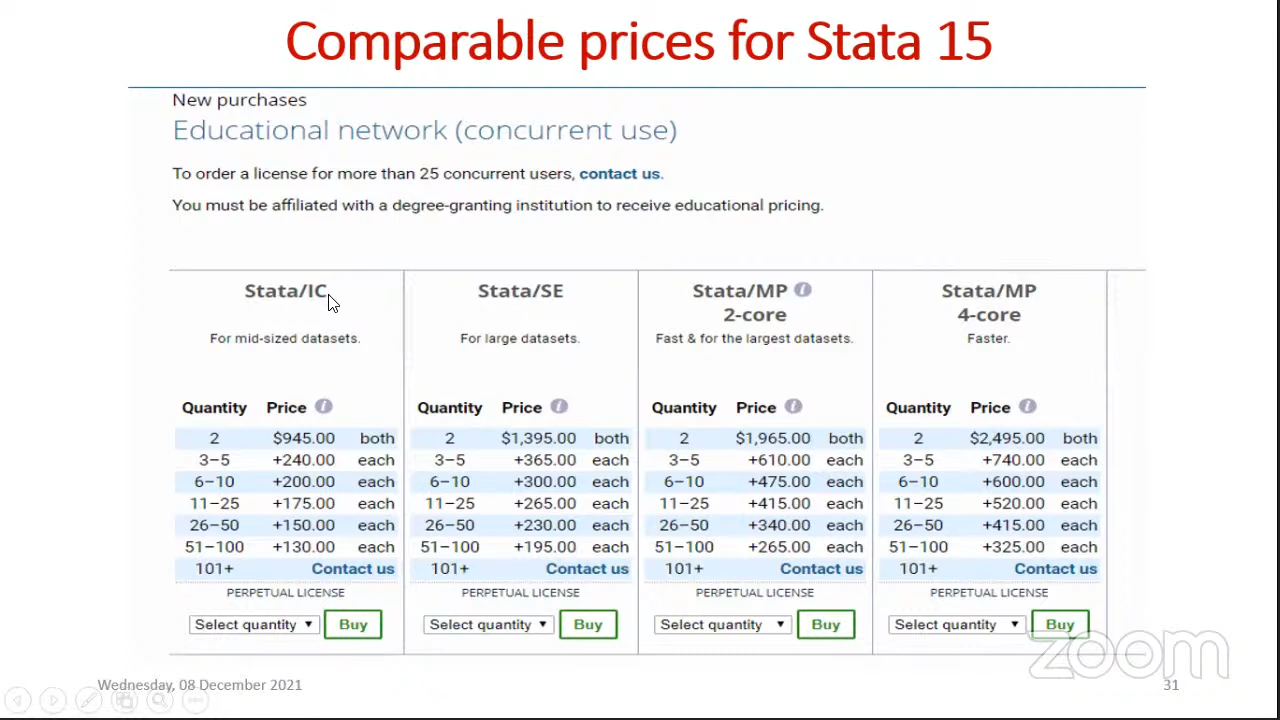 Comparable prices for Stata 15
New purchases
Educational network (concurrent use)
To order a license for more than 25 concurrent users, contact us.
You must be affiliated with a degree-granting institution to receive educational pricing.
Stata/IC
For mid-sized datasets.
Quantity Price i
2 $945.00 both
3–5 +240.00 each
6–10 +200.00 each
11–25 +175.00 each
26–50 +150.00 each
51–100 +130.00 each
101+ Contact us
PERPETUAL LICENSE
Select quantity Buy
Stata/SE
For large datasets.
Quantity Price i
2 $1,395.00 both
3–5 +365.00 each
6–10 +300.00 each
11–25 +265.00 each
26–50 +230.00 each
51–100 +195.00 each
101+ Contact us
PERPETUAL LICENSE
Select quantity Buy
Stata/MP i
2-core
Fast & for the largest datasets.
Quantity Price i
2 $1,965.00 both
3–5 +610.00 each
6–10 +475.00 each
11–25 +415.00 each
26–50 +340.00 each
51–100 +265.00 each
101+ Contact us
PERPETUAL LICENSE
Select quantity Buy
Stata/MP
4-core
Faster.
Quantity Price i
2 $2,495.00 both
3–5 +740.00 each
6–10 +600.00 each
11–25 +520.00 each
26–50 +415.00 each
51–100 +325.00 each
101+ Contact us
PERPETUAL LICENSE
Select quantity Buy
zoom
Wednesday, 08 December 2021
31